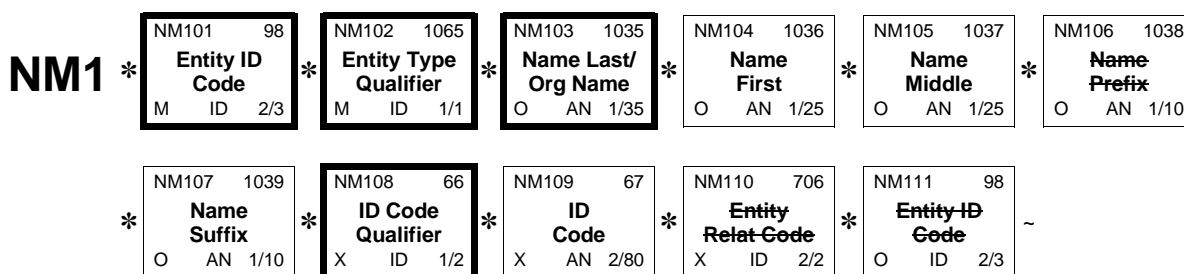 NM1 * NM101 98 * NM102 1065 * NM103 1035 * NM104 1036 * NM105 1037 * NM106 1038
Entity ID Entity Type Name Last/ Name Name Name
Code Qualifier Org Name First Middle Prefix
M ID 2/3 M ID 1/1 O AN 1/35 O AN 1/25 O AN 1/25 O AN 1/10
* NM107 1039 * NM108 66 * NM109 67 * NM110 706 * NM111 98 ~
Name ID Code ID Entity Entity ID
Suffix Qualifier Code Relat Code Code
O AN 1/10 X ID 1/2 X AN 2/80 X ID 2/2 O ID 2/3